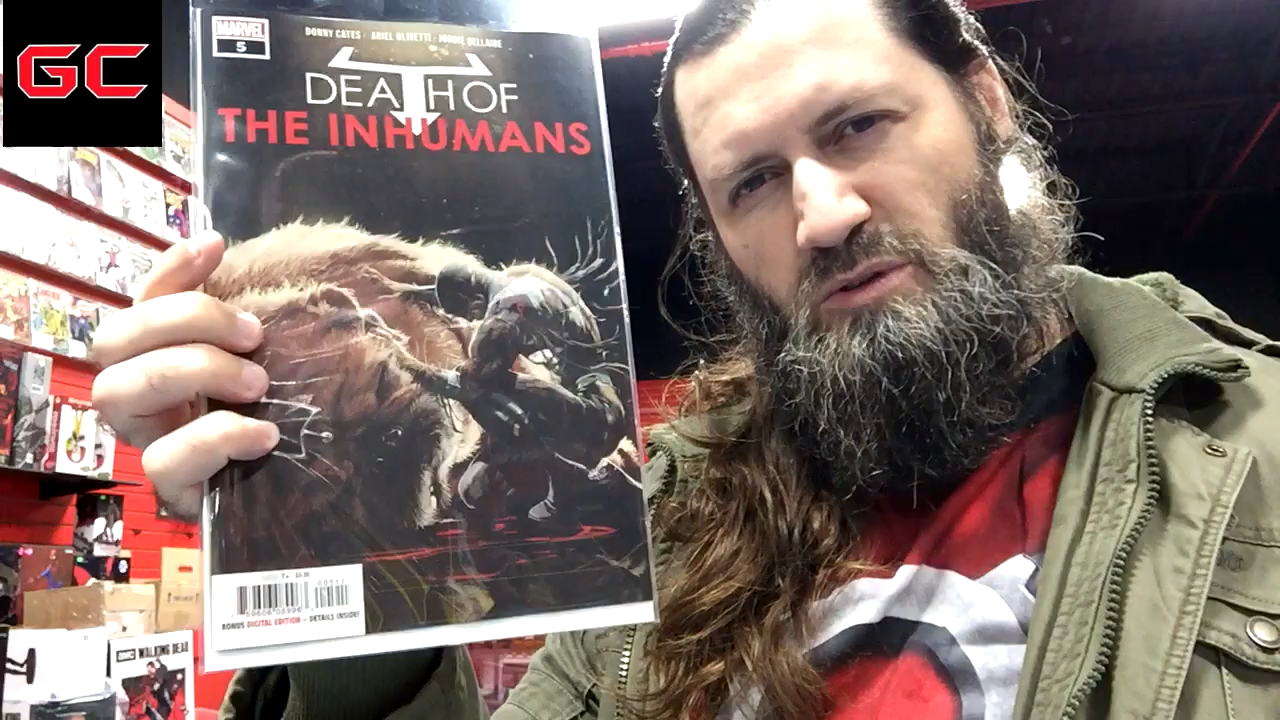 GC
MARVEL
5
DONNY CATES · ARIEL OLIVETTI · JORDIE BELLAIRE
DEATH OF
THE INHUMANS
BONUS DIGITAL EDITION – DETAILS INSIDE!
AMC
WALKING DEAD